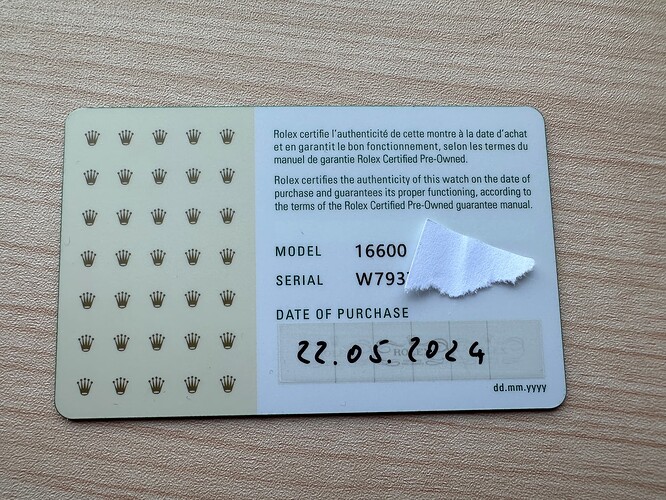 Rolex certifie l'authenticité de cette montre à la date d'achat
et en garantit le bon fonctionnement, selon les termes du
manuel de garantie Rolex Certified Pre-Owned.
Rolex certifies the authenticity of this watch on the date of
purchase and guarantees its proper functioning, according to
the terms of the Rolex Certified Pre-Owned guarantee manual.
MODEL 16600
SERIAL W793
DATE OF PURCHASE
22.05.2024
dd.mm.yyyy